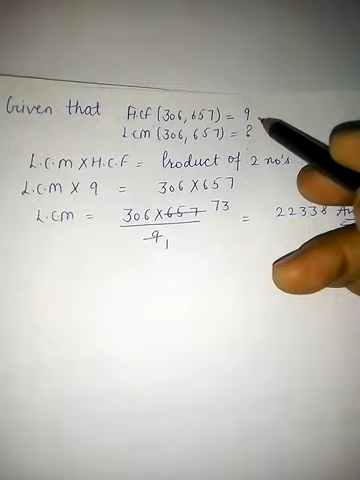 Given that H.CF (306,657) = 9
LCM (306,657) = ?
L.C.M X H.C.F = Product of 2 no's
L.C.M X 9 = 306 X 657
L.CM = 306 X 657 73 = 22338
9 1